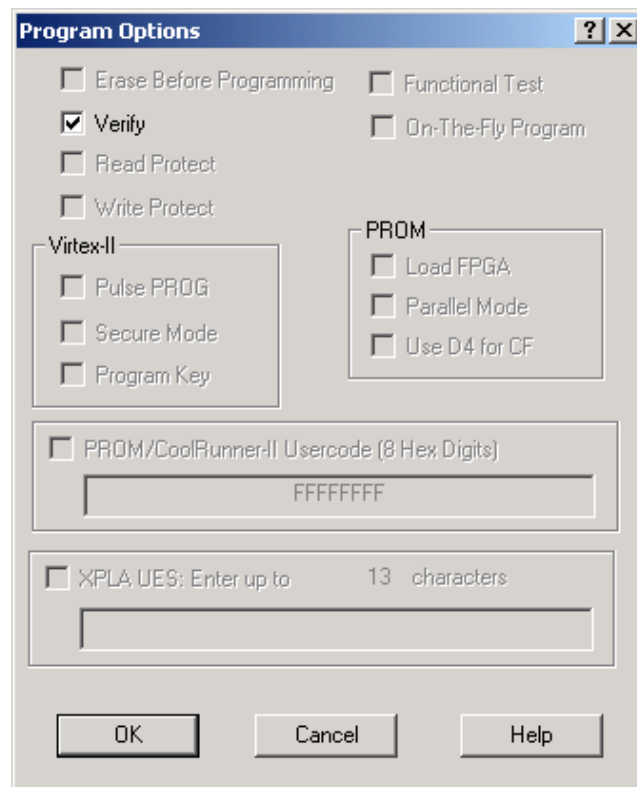 Program Options
Erase Before Programming
Functional Test
Verify
On-The-Fly Program
Read Protect
Write Protect
Virtex-II
Pulse PROG
Secure Mode
Program Key
PROM
Load FPGA
Parallel Mode
Use D4 for CF
PROM/CoolRunner-II Usercode (8 Hex Digits)
FFFFFFFF
XPLA UES: Enter up to 13 characters
OK Cancel Help